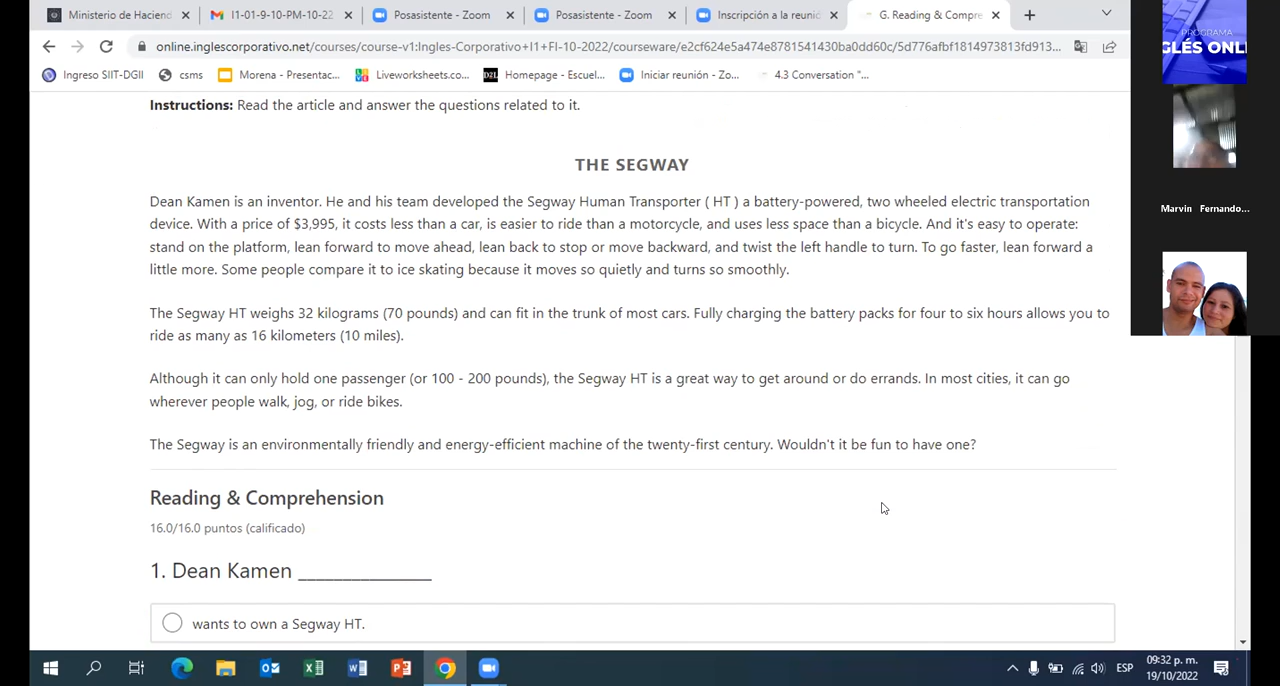 Ministerio de Haciend
I1-01-9-10-PM-10-22
Posasistente - Zoom
Posasistente - Zoom
Inscripción a la reunió
G. Reading & Compre
online.inglescorporativo.net/courses/course-v1:Ingles-Corporativo+I1+FI-10-2022/courseware/e2cf624e5a474e8781541430ba0dd60c/5d776afbf1814973813fd913...
Ingreso SIIT-DGII
csms
Morena - Presentac...
Liveworksheets.co...
Homepage - Escuel...
Iniciar reunión - Zo...
4.3 Conversation "...
PROGRAMA
GLÉS ONLI
Marvin Fernando...
Instructions: Read the article and answer the questions related to it.
THE SEGWAY
Dean Kamen is an inventor. He and his team developed the Segway Human Transporter ( HT ) a battery-powered, two wheeled electric transportation
device. With a price of $3,995, it costs less than a car, is easier to ride than a motorcycle, and uses less space than a bicycle. And it's easy to operate:
stand on the platform, lean forward to move ahead, lean back to stop or move backward, and twist the left handle to turn. To go faster, lean forward a
little more. Some people compare it to ice skating because it moves so quietly and turns so smoothly.
The Segway HT weighs 32 kilograms (70 pounds) and can fit in the trunk of most cars. Fully charging the battery packs for four to six hours allows you to
ride as many as 16 kilometers (10 miles).
Although it can only hold one passenger (or 100 - 200 pounds), the Segway HT is a great way to get around or do errands. In most cities, it can go
wherever people walk, jog, or ride bikes.
The Segway is an environmentally friendly and energy-efficient machine of the twenty-first century. Wouldn't it be fun to have one?
Reading & Comprehension
16.0/16.0 puntos (calificado)
1. Dean Kamen _______________
wants to own a Segway HT.
ESP
09:32 p. m.
19/10/2022